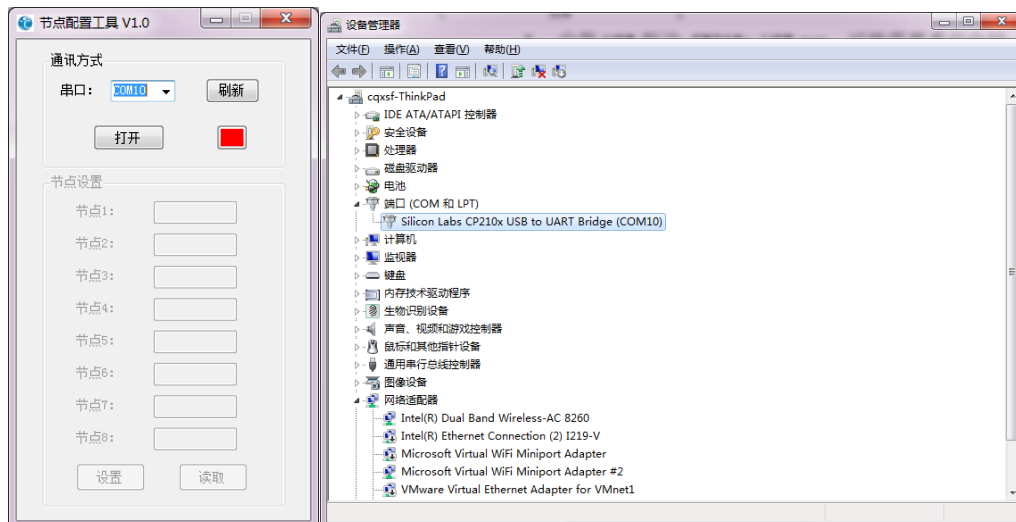 节点配置工具 V1.0
通讯方式
串口: COM10 刷新
打开
节点设置
节点1:
节点2:
节点3:
节点4:
节点5:
节点6:
节点7:
节点8:
设置 读取
设备管理器
文件(F) 操作(A) 查看(V) 帮助(H)
cqxsf-ThinkPad
IDE ATA/ATAPI 控制器
安全设备
处理器
磁盘驱动器
电池
端口 (COM 和 LPT)
Silicon Labs CP210x USB to UART Bridge (COM10)
计算机
监视器
键盘
内存技术驱动程序
生物识别设备
声音、视频和游戏控制器
鼠标和其他指针设备
通用串行总线控制器
图像设备
网络适配器
Intel(R) Dual Band Wireless-AC 8260
Intel(R) Ethernet Connection (2) I219-V
Microsoft Virtual WiFi Miniport Adapter
Microsoft Virtual WiFi Miniport Adapter #2
VMware Virtual Ethernet Adapter for VMnet1